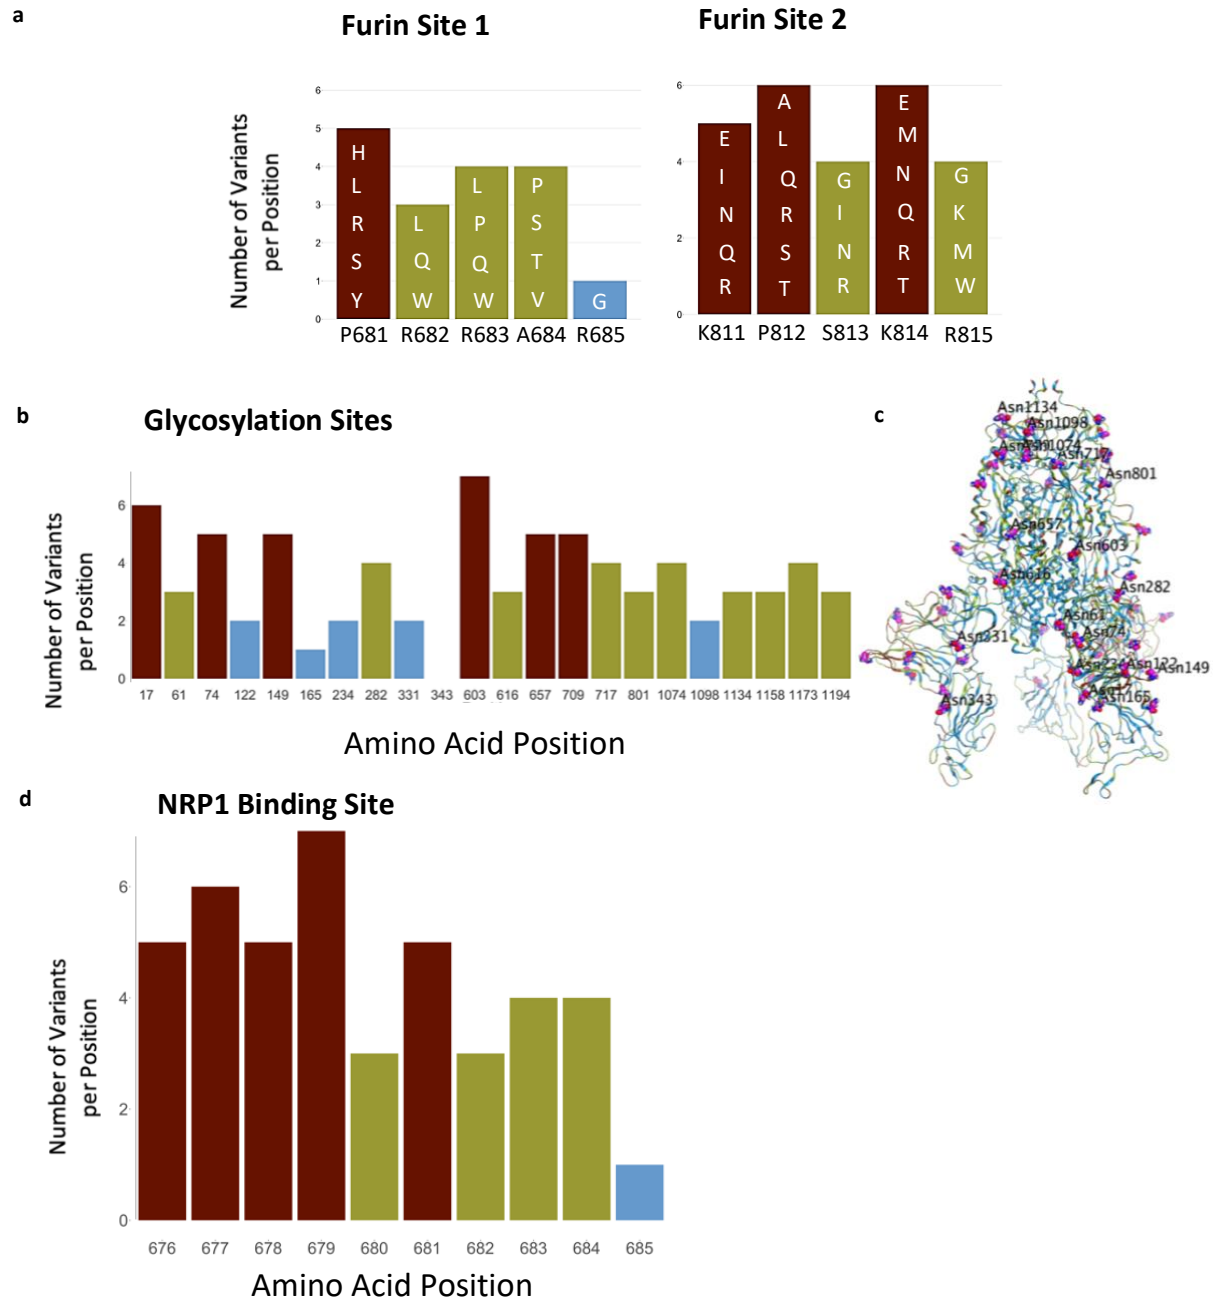 a
Furin Site 1
Furin Site 2
Number of Variants
per Position
6
5
4
3
2
1
0
H
L
R
S
Y
L
Q
W
L
P
Q
W
P
S
T
V
G
P681 R682 R683 A684 R685
6
4
2
0
E
I
N
Q
R
A
L
Q
R
S
T
G
I
N
R
E
M
N
Q
R
T
G
K
M
W
K811 P812 S813 K814 R815
b
Glycosylation Sites
Number of Variants
per Position
6
4
2
0
17 61 74 122 149 165 234 282 331 343 603 616 657 709 717 801 1074 1098 1134 1158 1173 1194
Amino Acid Position
c
Asn1134
Asn1098
Asn1074
Asn717
Asn801
Asn657
Asn603
Asn616
Asn282
Asn61
Asn74
Asn331
Asn122
Asn149
Asn17
Asn165
Asn343
d
NRP1 Binding Site
Number of Variants
per Position
6
4
2
0
676 677 678 679 680 681 682 683 684 685
Amino Acid Position